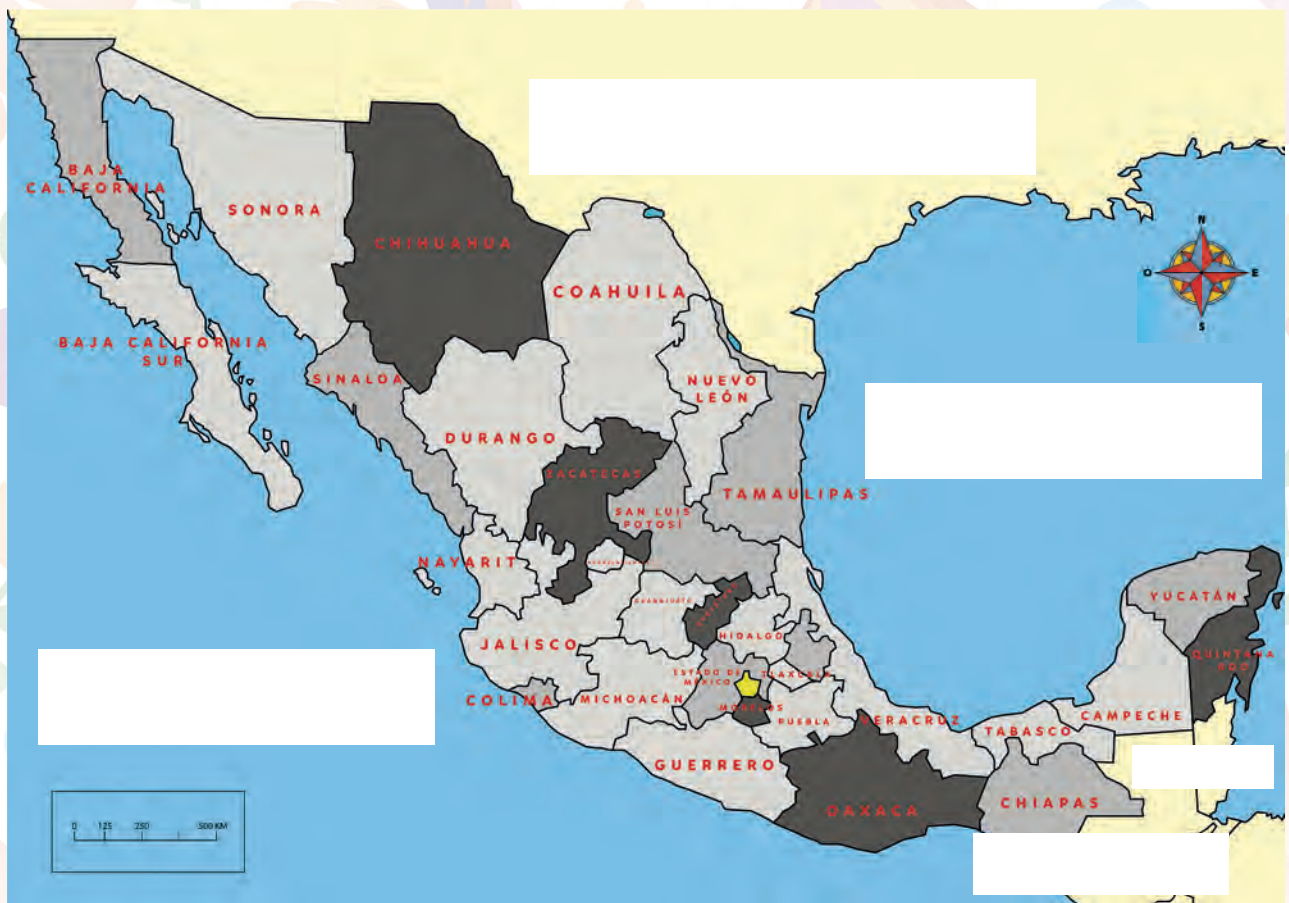 N
O
E
S
BAJA
CALIFORNIA
SONORA
CHIHUAHUA
COAHUILA
BAJA CALIFORNIA
SUR
SINALOA
NUEVO
LEÓN
DURANGO
ZACATECAS
TAMAULIPAS
SAN LUIS
POTOSÍ
NAYARIT
GUANAJUATO
QUERÉTARO
HIDALGO
JALISCO
YUCATÁN
QUINTANA
ROO
ESTADO DE
MÉXICO
TLAXCALA
COLIMA
MICHOACÁN
MORELOS
PUEBLA
VERACRUZ
TABASCO
CAMPECHE
GUERRERO
OAXACA
CHIAPAS
0 125 250 500 KM